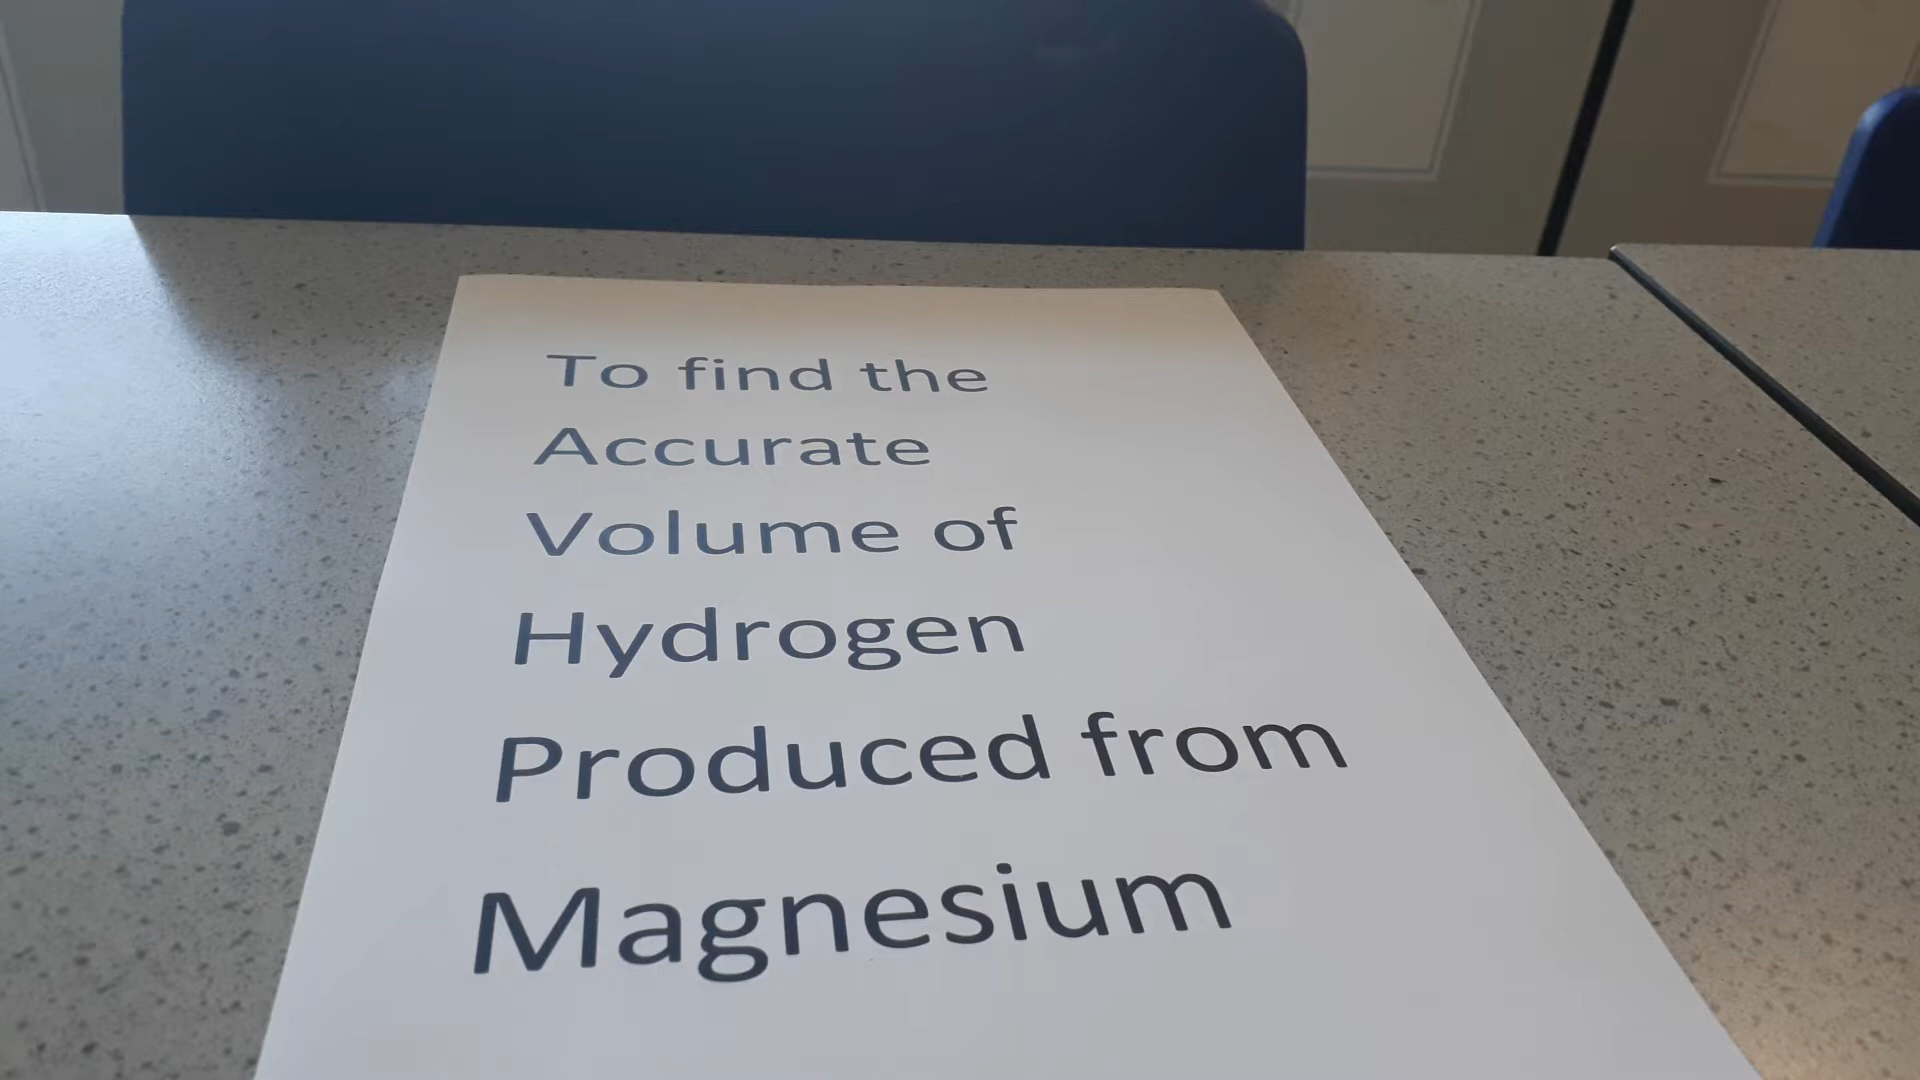 To find the
Accurate
Volume of
Hydrogen
Produced from
Magnesium